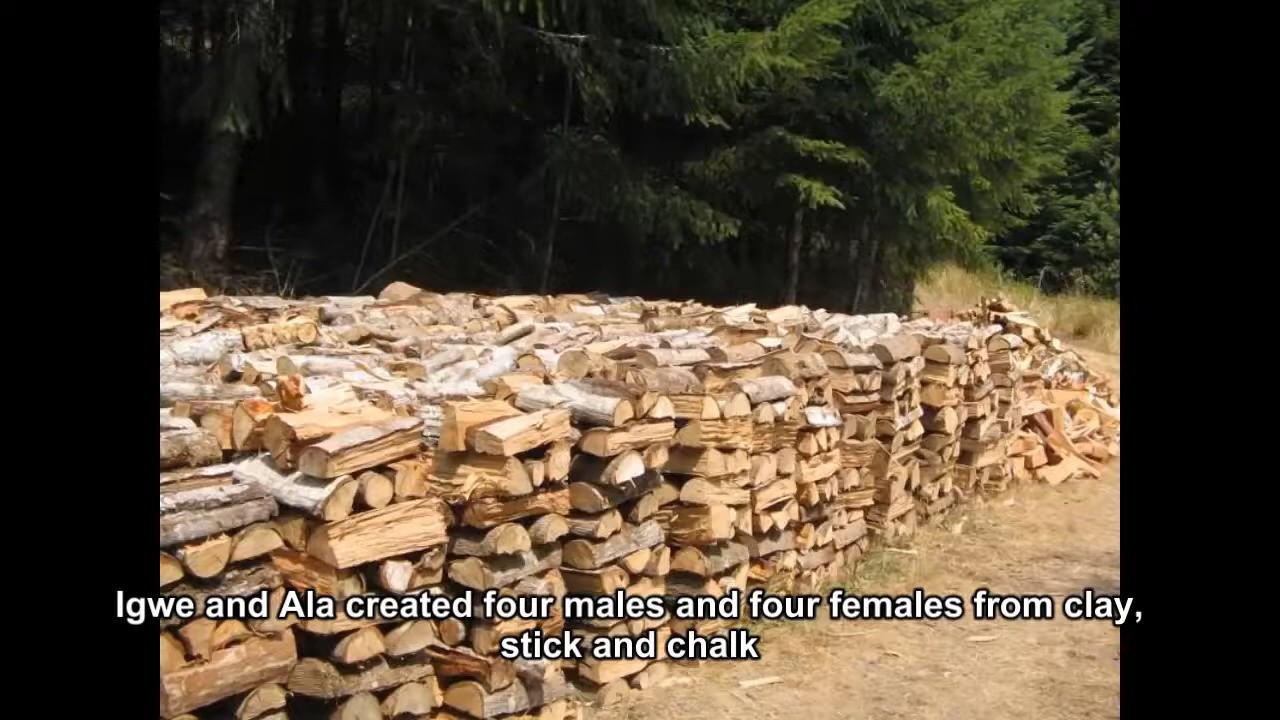 Igwe and Ala created four males and four females from clay,
stick and chalk